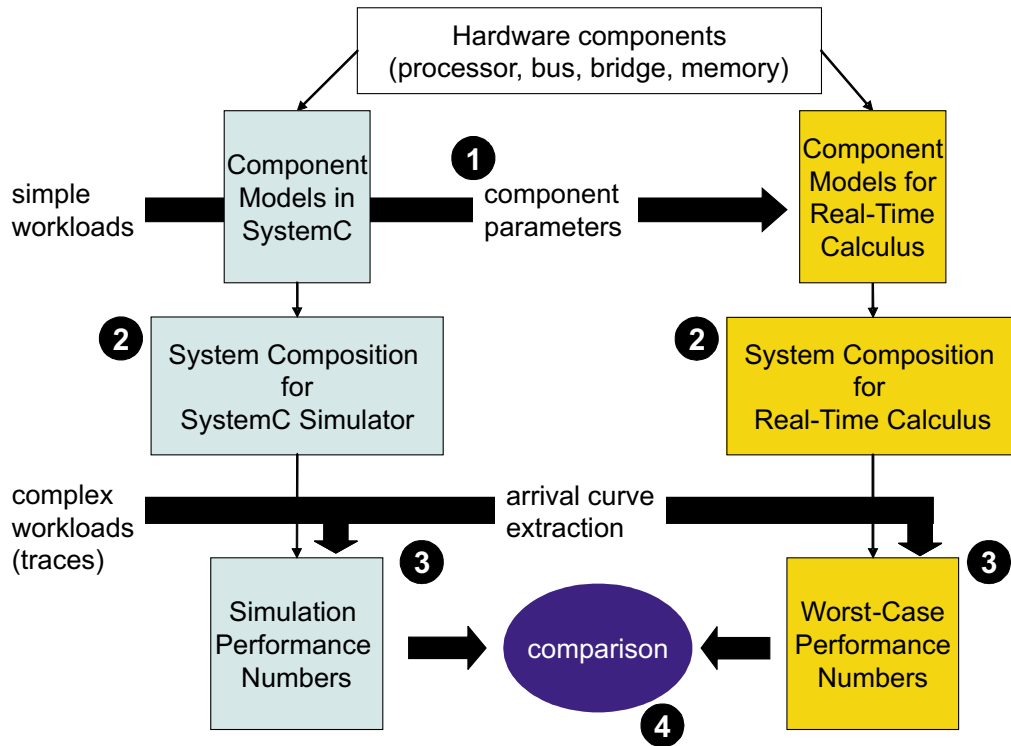 Hardware components
(processor, bus, bridge, memory)
simple
workloads
Component
Models in
SystemC
1
component
parameters
Component
Models for
Real-Time
Calculus
2
System Composition
for
SystemC Simulator
2
System Composition
for
Real-Time Calculus
complex
workloads
(traces)
arrival curve
extraction
3
Simulation
Performance
Numbers
comparison
4
3
Worst-Case
Performance
Numbers